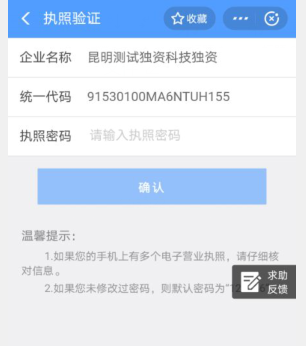 执照验证
收藏
企业名称 昆明测试独资科技独资
统一代码 91530100MA6NTUH155
执照密码 请输入执照密码
确认
温馨提示：
1.如果您的手机上有多个电子营业执照，请仔细核
对信息。
求助
反馈
2.如果您未修改过密码，则默认密码为"12